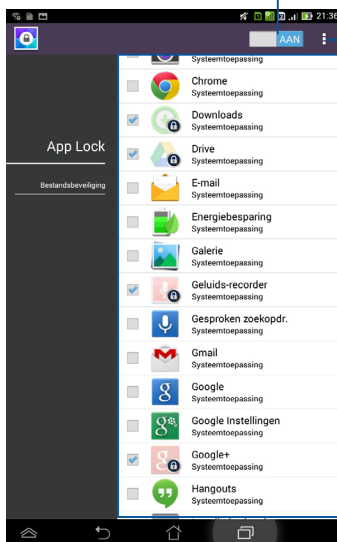 21:36
AAN
App Lock
Bestandsbeveiliging
Systeemtoepassing
Chrome
Systeemtoepassing
Downloads
Systeemtoepassing
Drive
Systeemtoepassing
E-mail
Systeemtoepassing
Energiebesparing
Systeemtoepassing
Galerie
Systeemtoepassing
Geluids-recorder
Systeemtoepassing
Gesproken zoekopdr.
Systeemtoepassing
Gmail
Systeemtoepassing
Google
Systeemtoepassing
Google Instellingen
Systeemtoepassing
Google+
Systeemtoepassing
Hangouts
Systeemtoepassing